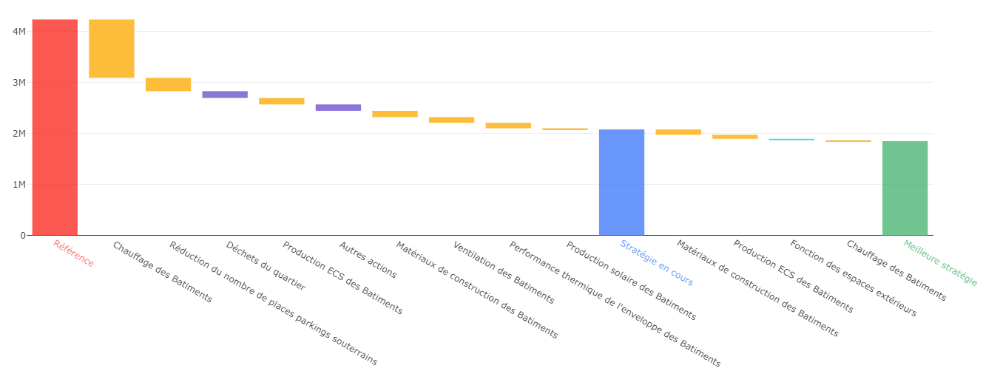 4M
3M
2M
1M
0
Référence
Chauffage des Batiments
Réduction du nombre de places parkings souterrains
Déchets du quartier
Production ECS des Batiments
Autres actions
Matériaux de construction des Batiments
Ventilation des Batiments
Performance thermique de l'enveloppe des Batiments
Production solaire des Batiments
Stratégie en cours
Matériaux de construction des Batiments
Production ECS des Batiments
Fonction des espaces extérieurs
Chauffage des Batiments
Meilleure stratégie